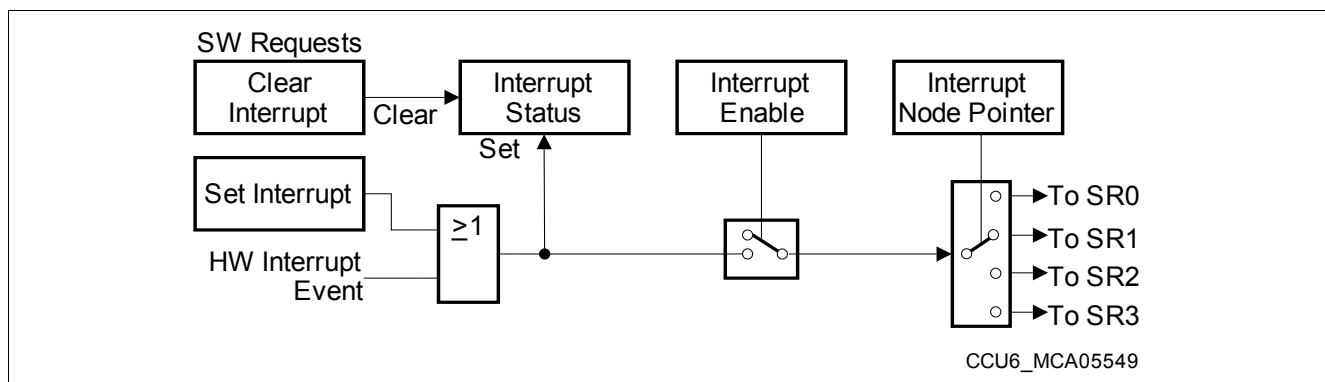 SW Requests
Clear
Interrupt
Clear
Interrupt
Status
Set
Interrupt
Enable
Interrupt
Node Pointer
Set Interrupt
≥1
HW Interrupt
Event
To SR0
To SR1
To SR2
To SR3
CCU6_MCA05549